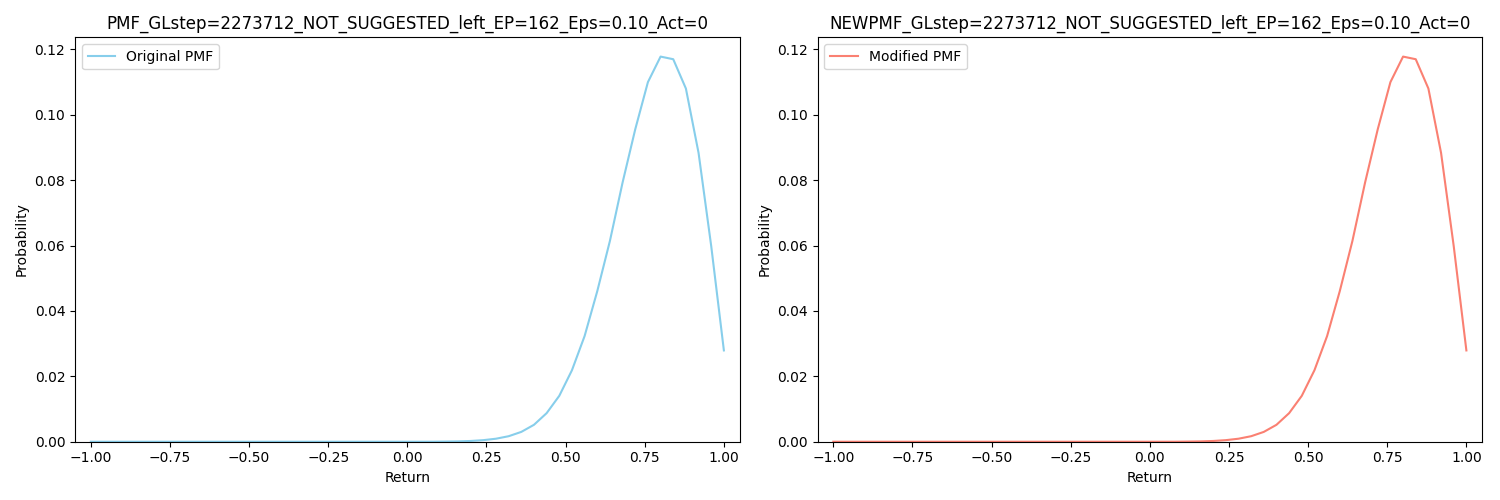 PMF_GLstep=2273712_NOT_SUGGESTED_left_EP=162_Eps=0.10_Act=0
Original PMF
0.12
0.10
0.08
0.06
0.04
0.02
0.00
Probability
−1.00 −0.75 −0.50 −0.25 0.00 0.25 0.50 0.75 1.00
Return
NEWPMF_GLstep=2273712_NOT_SUGGESTED_left_EP=162_Eps=0.10_Act=0
Modified PMF
0.12
0.10
0.08
0.06
0.04
0.02
0.00
Probability
−1.00 −0.75 −0.50 −0.25 0.00 0.25 0.50 0.75 1.00
Return